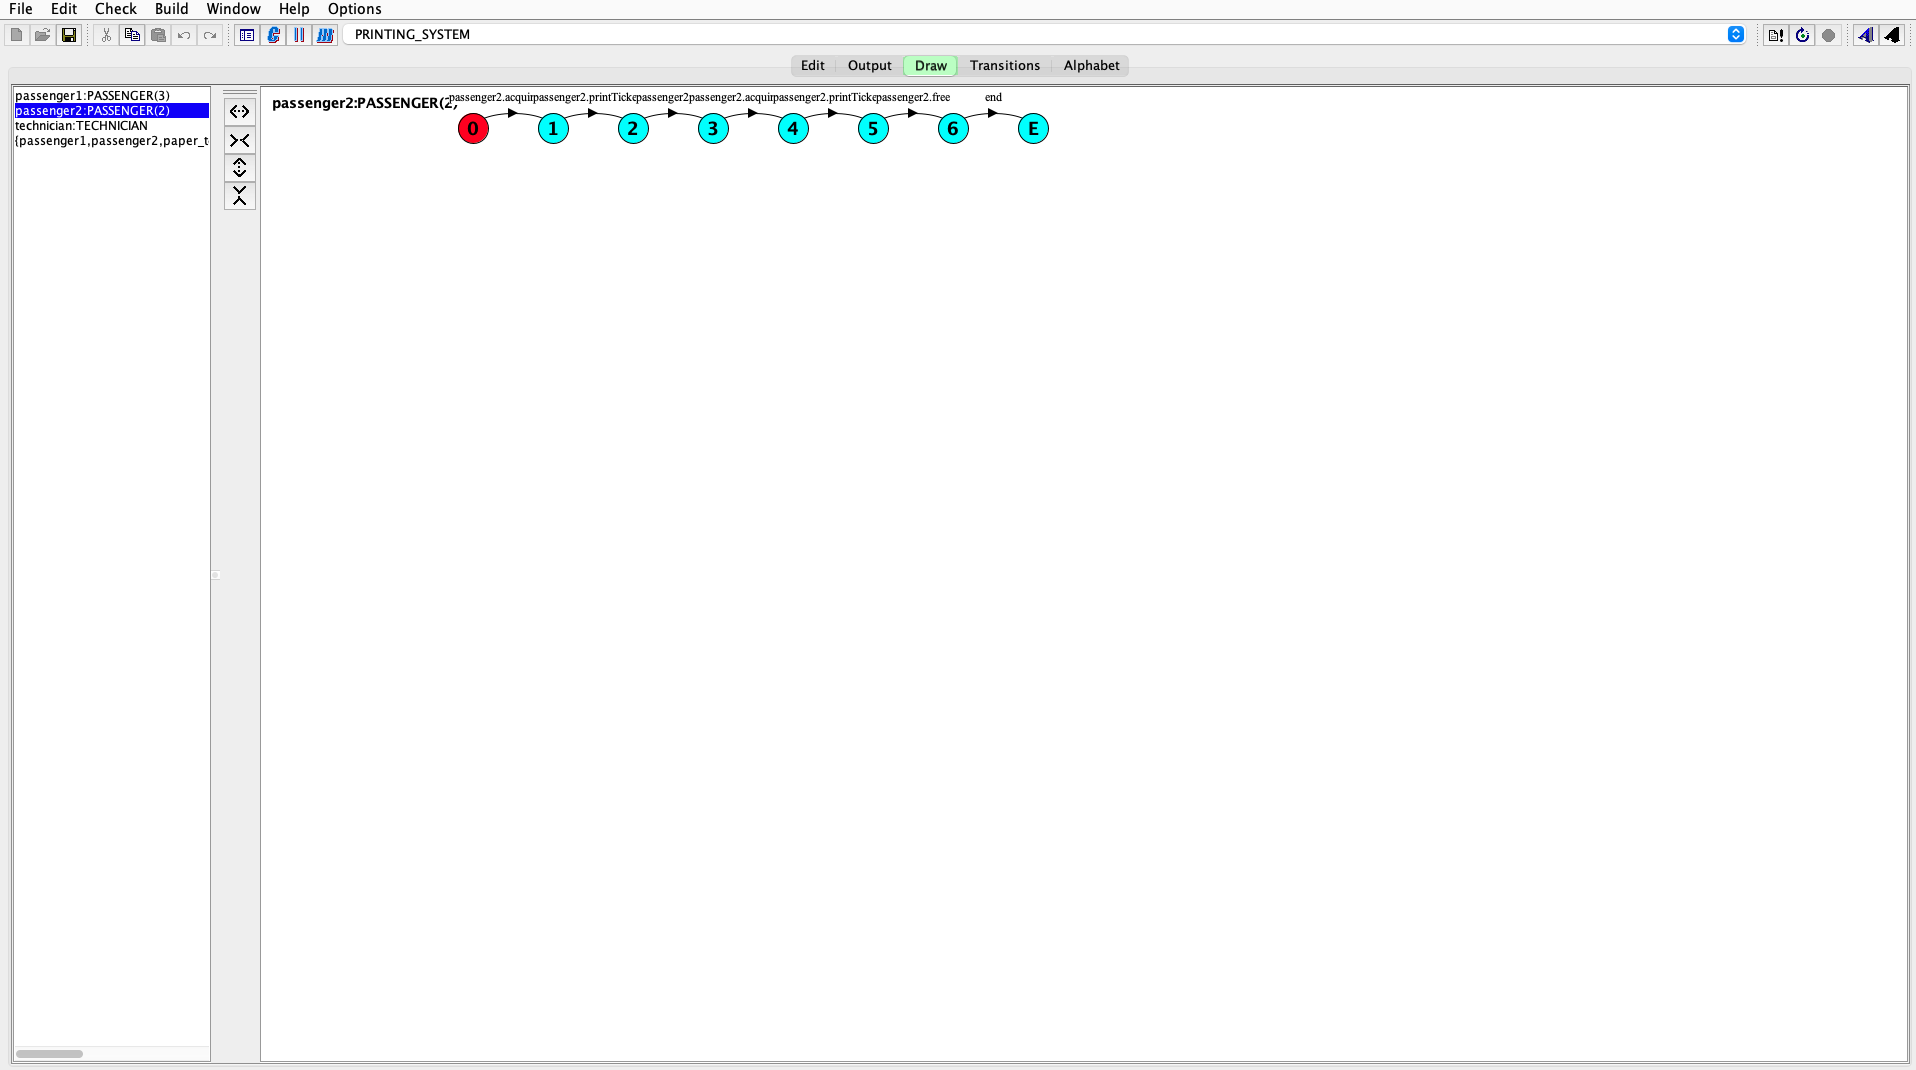 File Edit Check Build Window Help Options
PRINTING_SYSTEM
Edit Output Draw Transitions Alphabet
passenger1:PASSENGER(3)
passenger2:PASSENGER(2)
technician:TECHNICIAN
{passenger1,passenger2,paper_t
passenger2:PASSENGER(2,
passenger2.acquirpassenger2.printTickepassenger2passenger2.acquirpassenger2.printTickepassenger2.free end
0 1 2 3 4 5 6 E